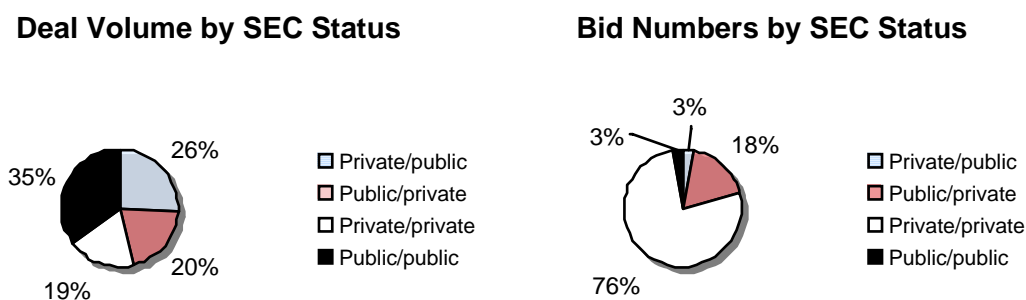 Deal Volume by SEC Status
26%
35%
20%
19%
Private/public
Public/private
Private/private
Public/public
Bid Numbers by SEC Status
3%
3%
18%
76%
Private/public
Public/private
Private/private
Public/public